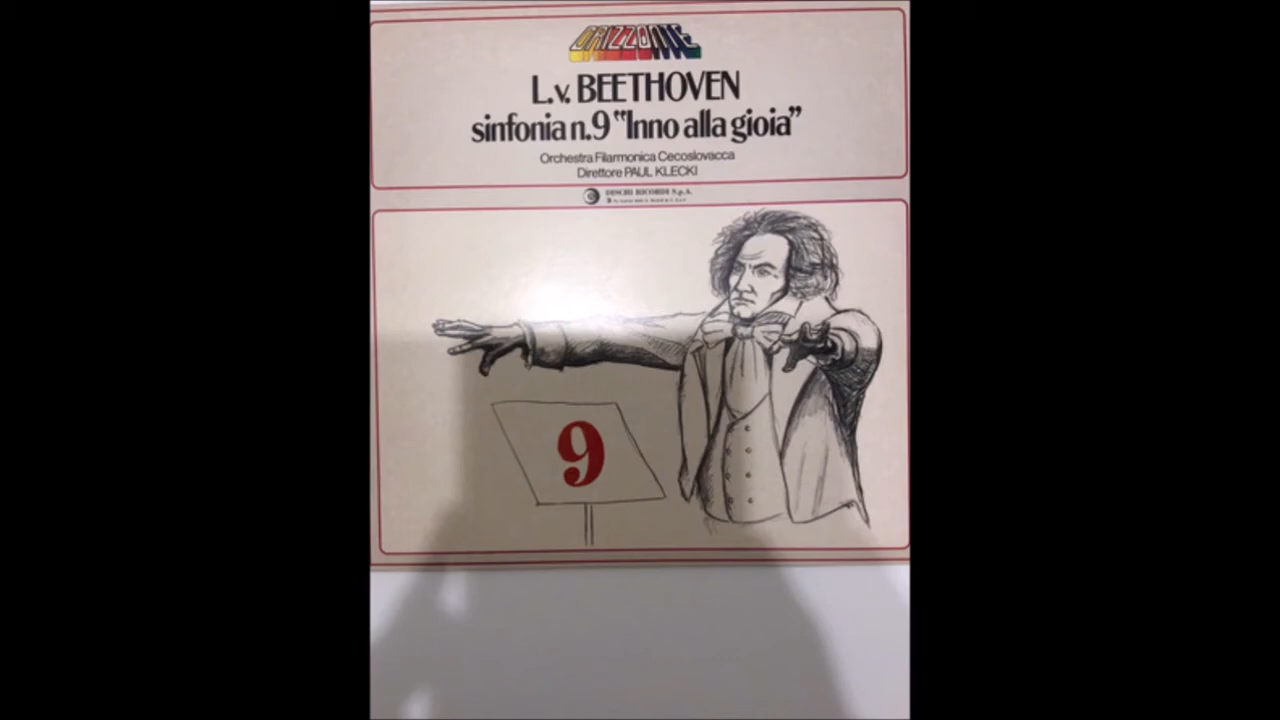 ORIZZONTE
L.v. BEETHOVEN
sinfonia n.9 "Inno alla gioia"
Orchestra Filarmonica Cecoslovacca
Direttore PAUL KLECKI
DISCHI RICORDI S.p.A.
9